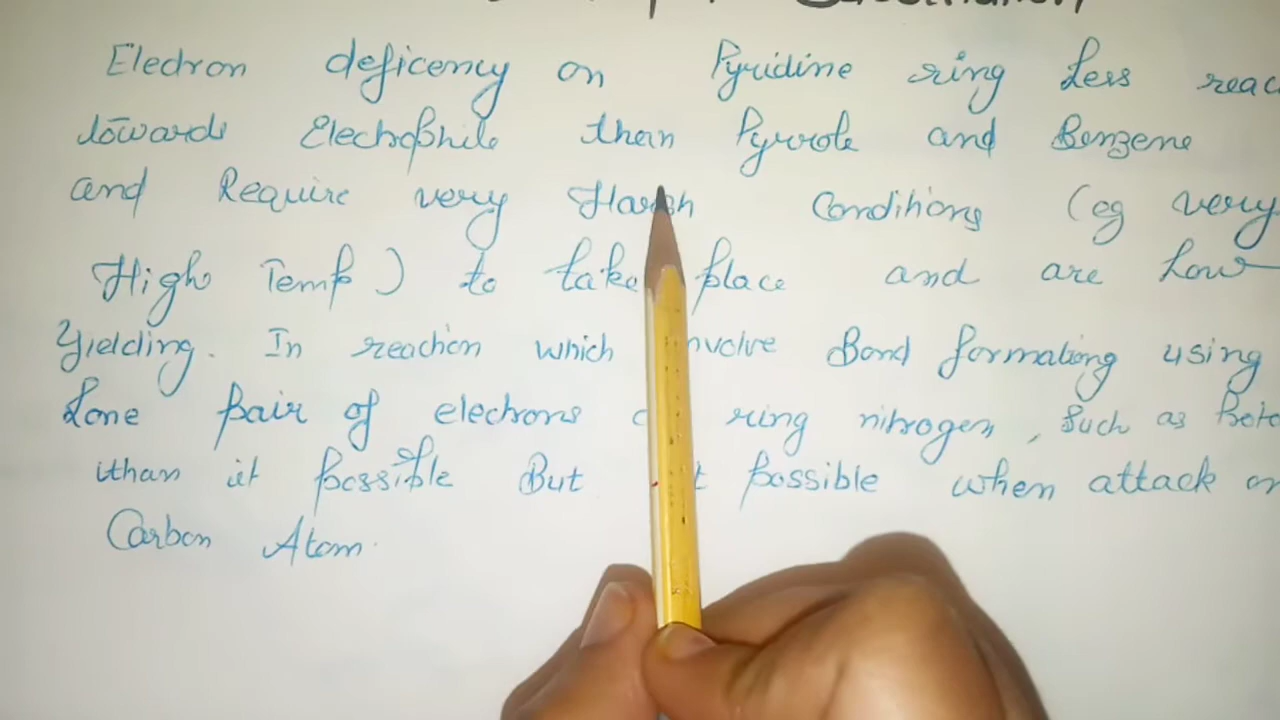 Electron deficency on Pyridine ring Less reac
towards Electrophile than Pyrrole and Benzene
and Require very Harsh Conditions (eg very
High Temp) to take place and are Low
Yielding. In reaction which involve Bond formationg using
Lone pair of electrons ring nitrogen, Such as Proto
than it possible But possible when attack on
Carbon Atom.